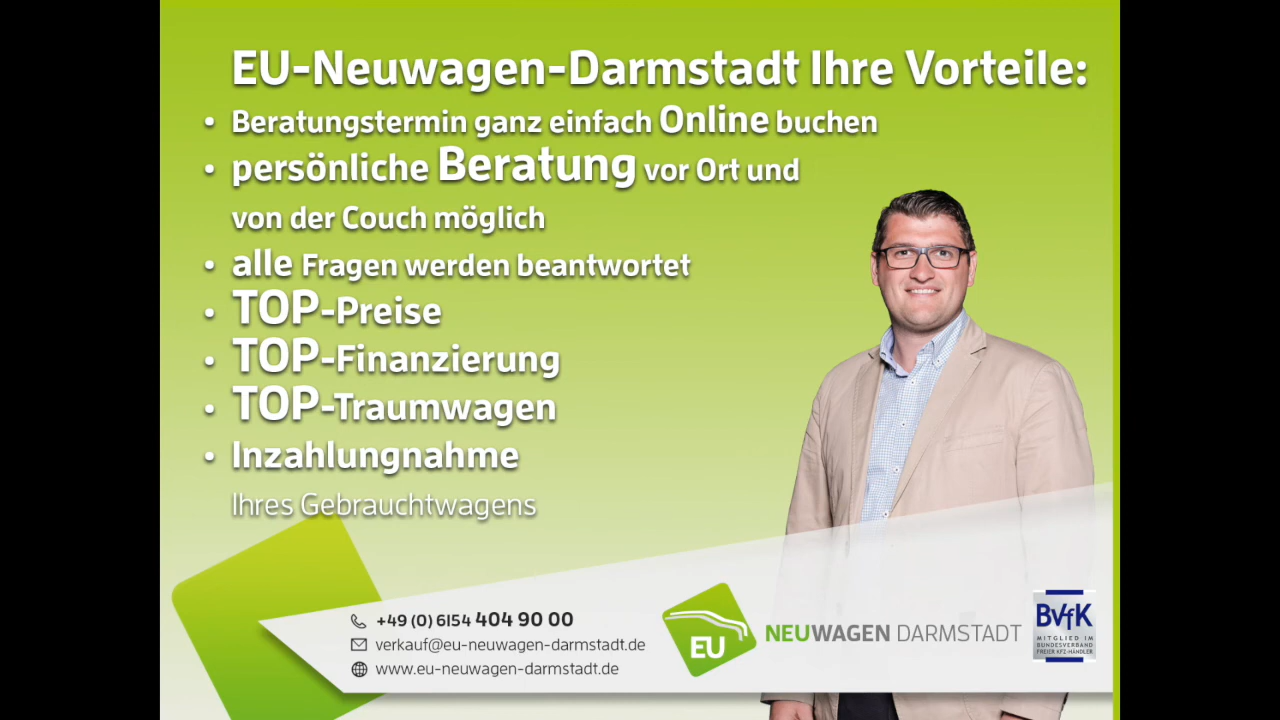 EU-Neuwagen-Darmstadt Ihre Vorteile:
• Beratungstermin ganz einfach Online buchen
• persönliche Beratung vor Ort und
von der Couch möglich
• alle Fragen werden beantwortet
• TOP-Preise
• TOP-Finanzierung
• TOP-Traumwagen
• Inzahlungnahme
Ihres Gebrauchtwagens
+49 (0) 6154 404 90 00
verkauf@eu-neuwagen-darmstadt.de
www.eu-neuwagen-darmstadt.de
EU
NEUWAGEN DARMSTADT
BVfK
MITGLIED IM
BUNDESVERBAND
FREIER KFZ-HÄNDLER